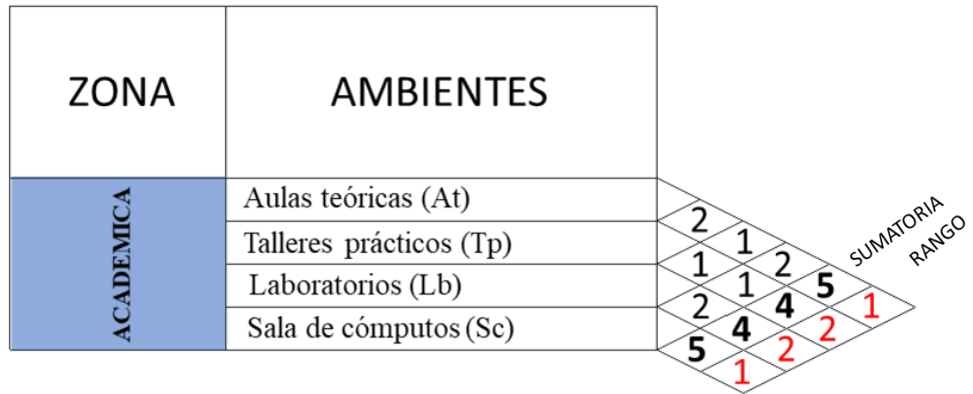 ZONA
AMBIENTES
ACADEMICA
Aulas teóricas (At)
Talleres prácticos (Tp)
Laboratorios (Lb)
Sala de cómputos (Sc)
SUMATORIA
RANGO
2
1
1
2
2
1
5
4
4
5
1
2
2
1